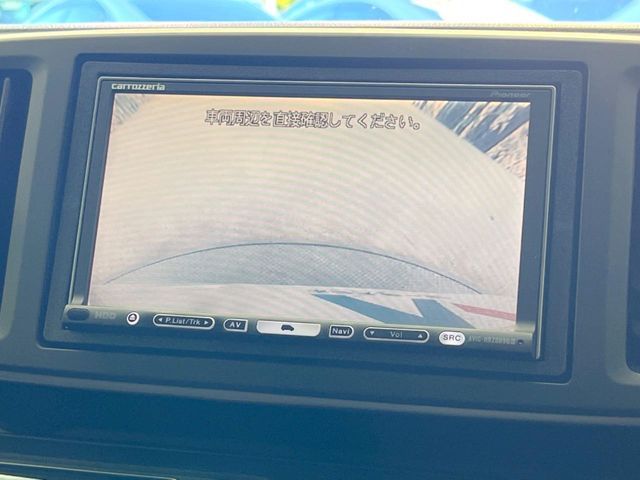 carrozzeria
Pioneer
車両周辺を直接確認してください。
HDD
P.List/Trk
AV
Navi
Vol
SRC